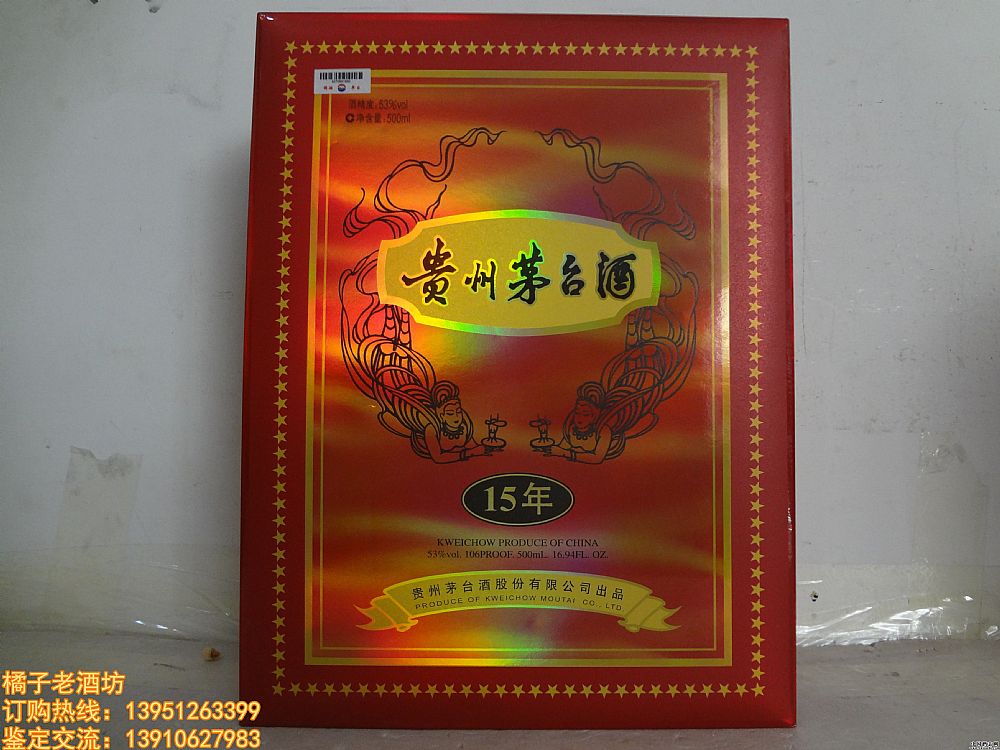 酒精度:53%vol
净含量:500ml
贵州茅台酒
15年
KWEICHOW PRODUCE OF CHINA
53%vol. 106PROOF. 500mL. 16.94FL. OZ.
贵州茅台酒股份有限公司出品
PRODUCE OF KWEICHOW MOUTAI CO., LTD
橘子老酒坊
订购热线：13951263399
鉴定交流：13910627983